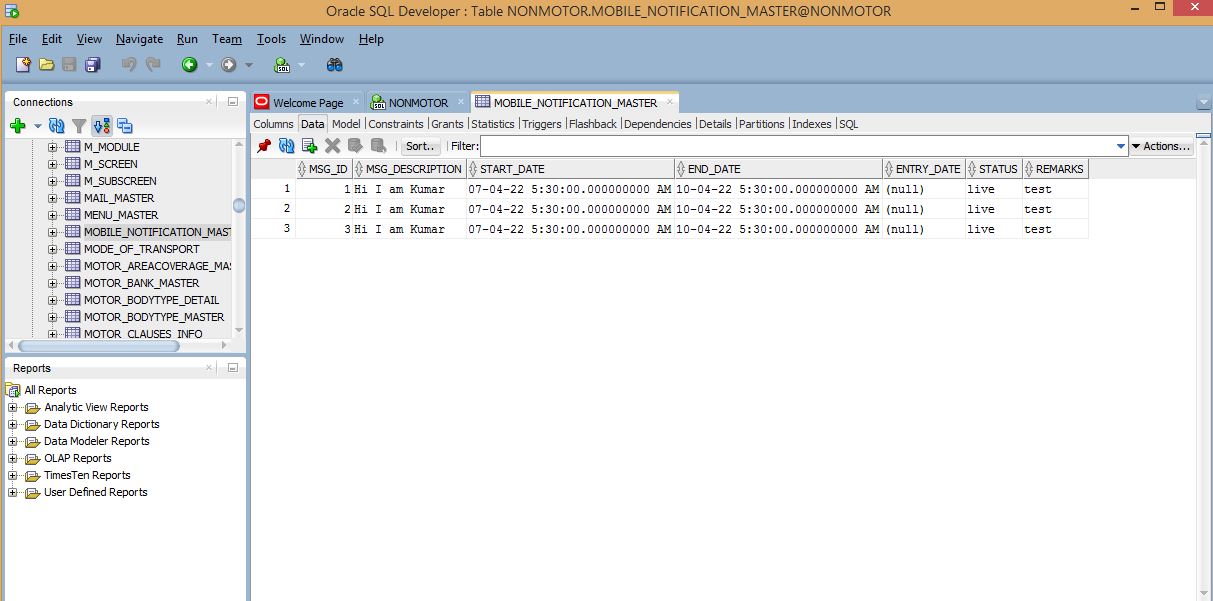 Oracle SQL Developer : Table NONMOTOR.MOBILE_NOTIFICATION_MASTER@NONMOTOR
File Edit View Navigate Run Team Tools Window Help
Connections
M_MODULE
M_SCREEN
M_SUBSCREEN
MAIL_MASTER
MENU_MASTER
MOBILE_NOTIFICATION_MAST
MODE_OF_TRANSPORT
MOTOR_AREACOVERAGE_MAS
MOTOR_BANK_MASTER
MOTOR_BODYTYPE_DETAIL
MOTOR_BODYTYPE_MASTER
MOTOR_CLAUSES_INFO
Reports
All Reports
Analytic View Reports
Data Dictionary Reports
Data Modeler Reports
OLAP Reports
TimesTen Reports
User Defined Reports
Welcome Page NONMOTOR MOBILE_NOTIFICATION_MASTER
Columns Data Model Constraints Grants Statistics Triggers Flashback Dependencies Details Partitions Indexes SQL
Sort.. Filter: Actions...
MSG_ID MSG_DESCRIPTION START_DATE END_DATE ENTRY_DATE STATUS REMARKS
1 1 Hi I am Kumar 07-04-22 5:30:00.000000000 AM 10-04-22 5:30:00.000000000 AM (null) live test
2 2 Hi I am Kumar 07-04-22 5:30:00.000000000 AM 10-04-22 5:30:00.000000000 AM (null) live test
3 3 Hi I am Kumar 07-04-22 5:30:00.000000000 AM 10-04-22 5:30:00.000000000 AM (null) live test